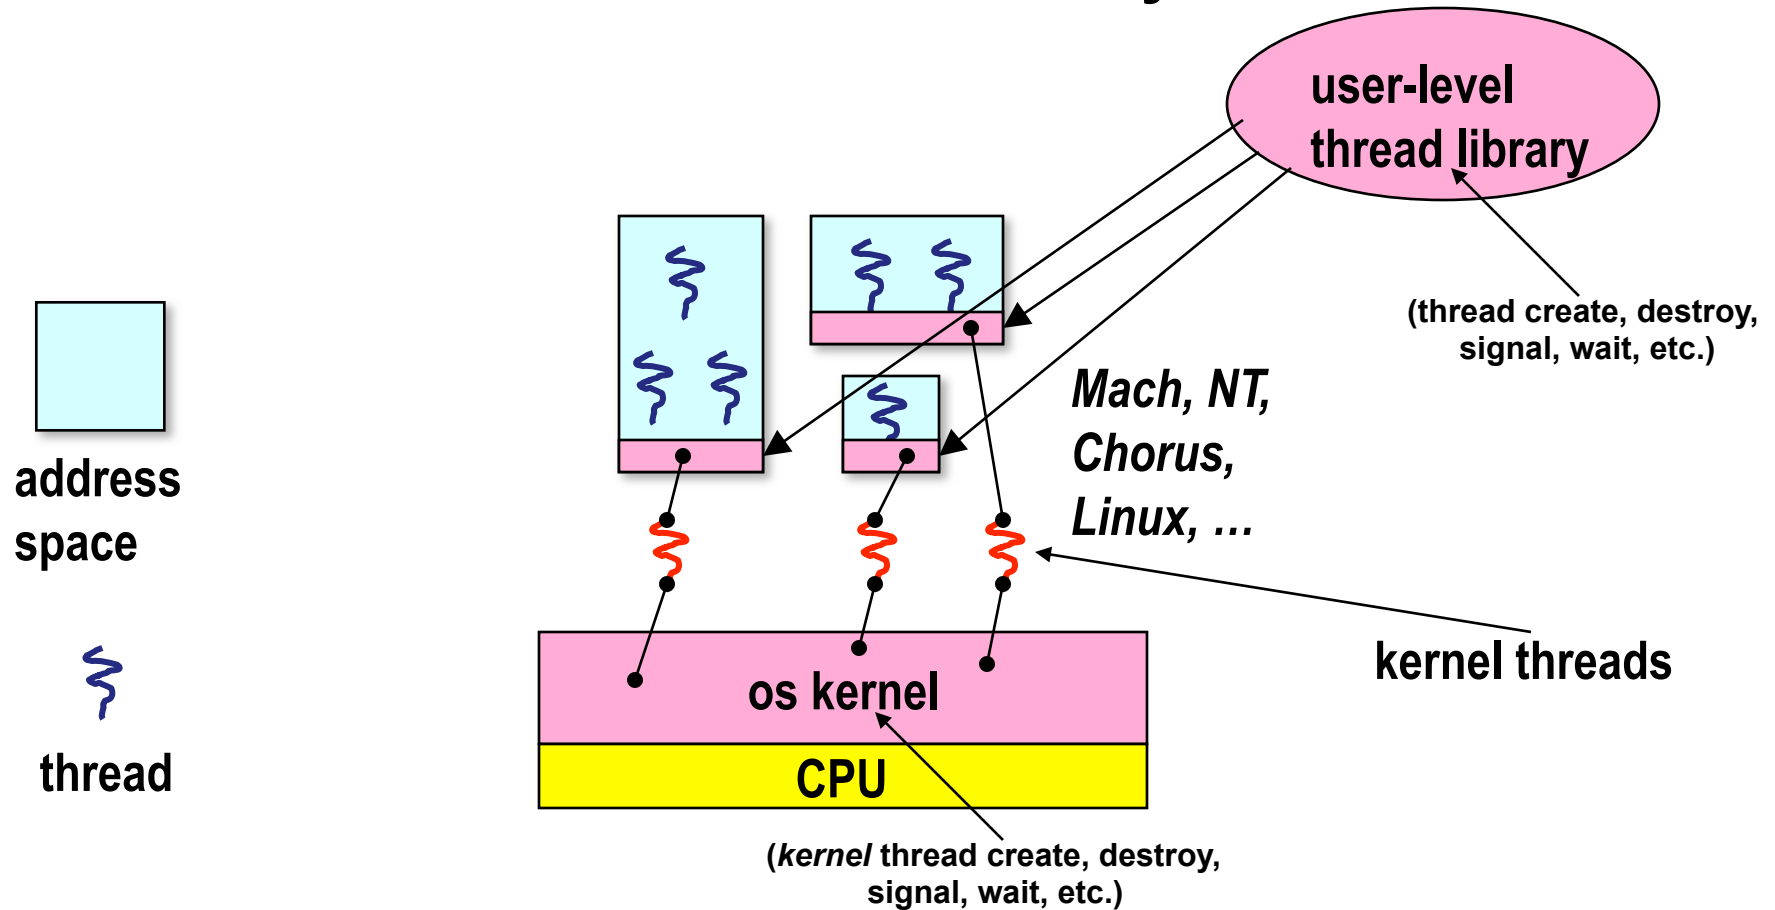 user-level
thread library
(thread create, destroy,
signal, wait, etc.)
Mach, NT,
Chorus,
Linux, …
address
space
kernel threads
os kernel
thread
CPU
(kernel thread create, destroy,
signal, wait, etc.)